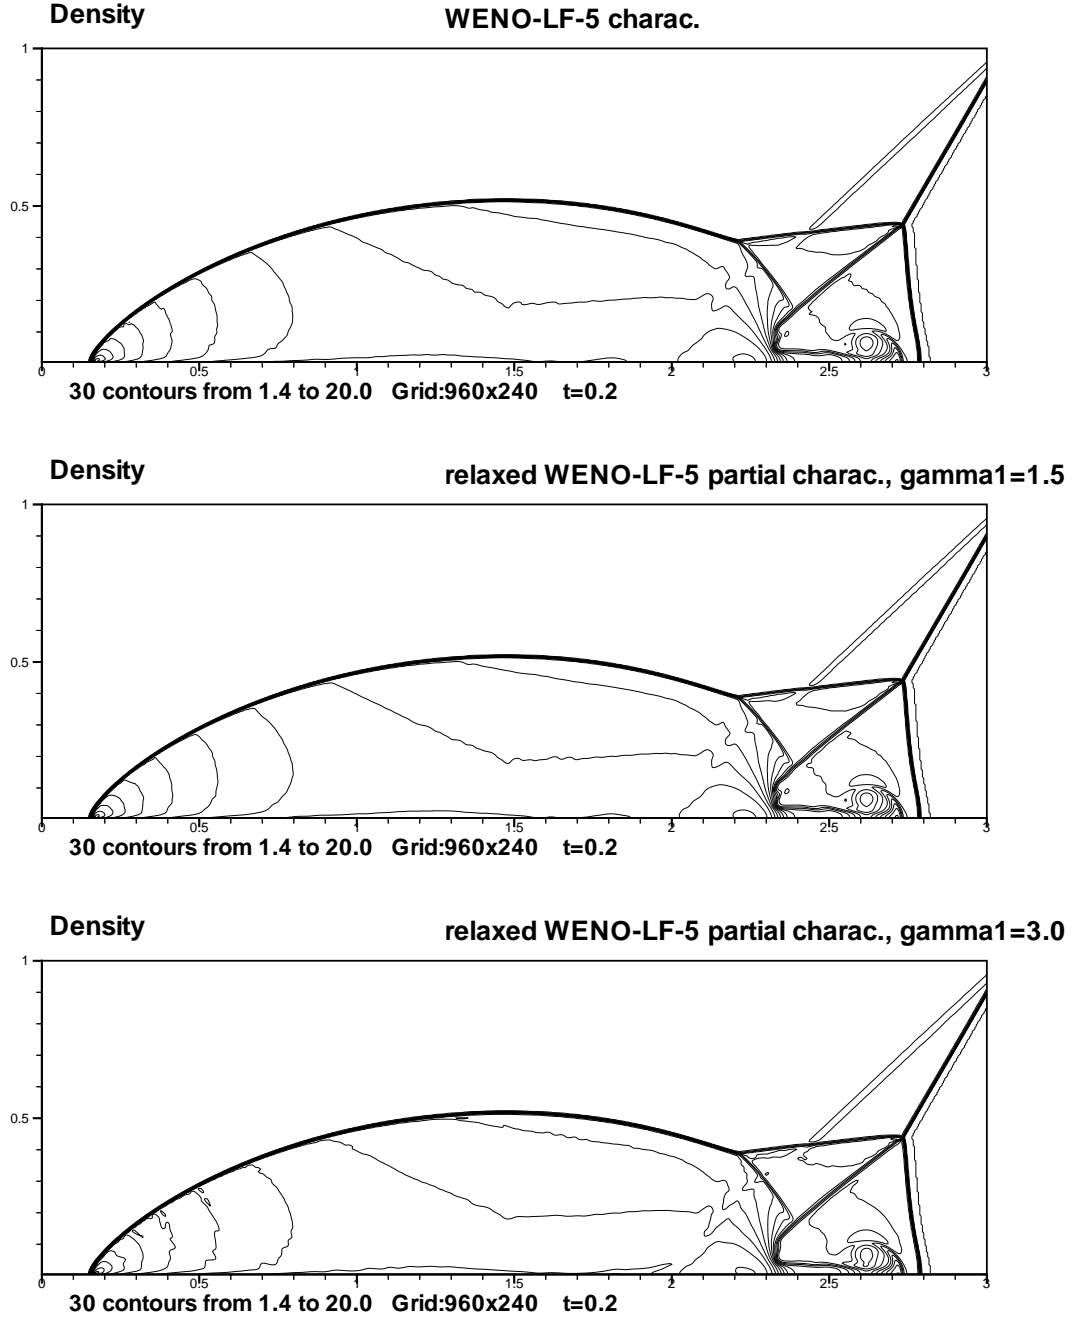 Density WENO-LF-5 charac.
1
0.5
0 0.5 1 1.5 2 2.5 3
30 contours from 1.4 to 20.0 Grid:960x240 t=0.2
Density relaxed WENO-LF-5 partial charac., gamma1=1.5
1
0.5
0 0.5 1 1.5 2 2.5 3
30 contours from 1.4 to 20.0 Grid:960x240 t=0.2
Density relaxed WENO-LF-5 partial charac., gamma1=3.0
1
0.5
0 0.5 1 1.5 2 2.5 3
30 contours from 1.4 to 20.0 Grid:960x240 t=0.2